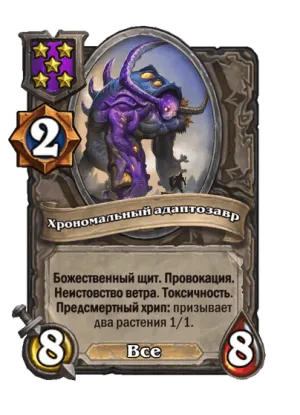 2
Хрономальный адаптозавр
Божественный щит. Провокация.
Неистовство ветра. Токсичность.
Предсмертный хрип: призывает
два растения 1/1.
8
Все
8